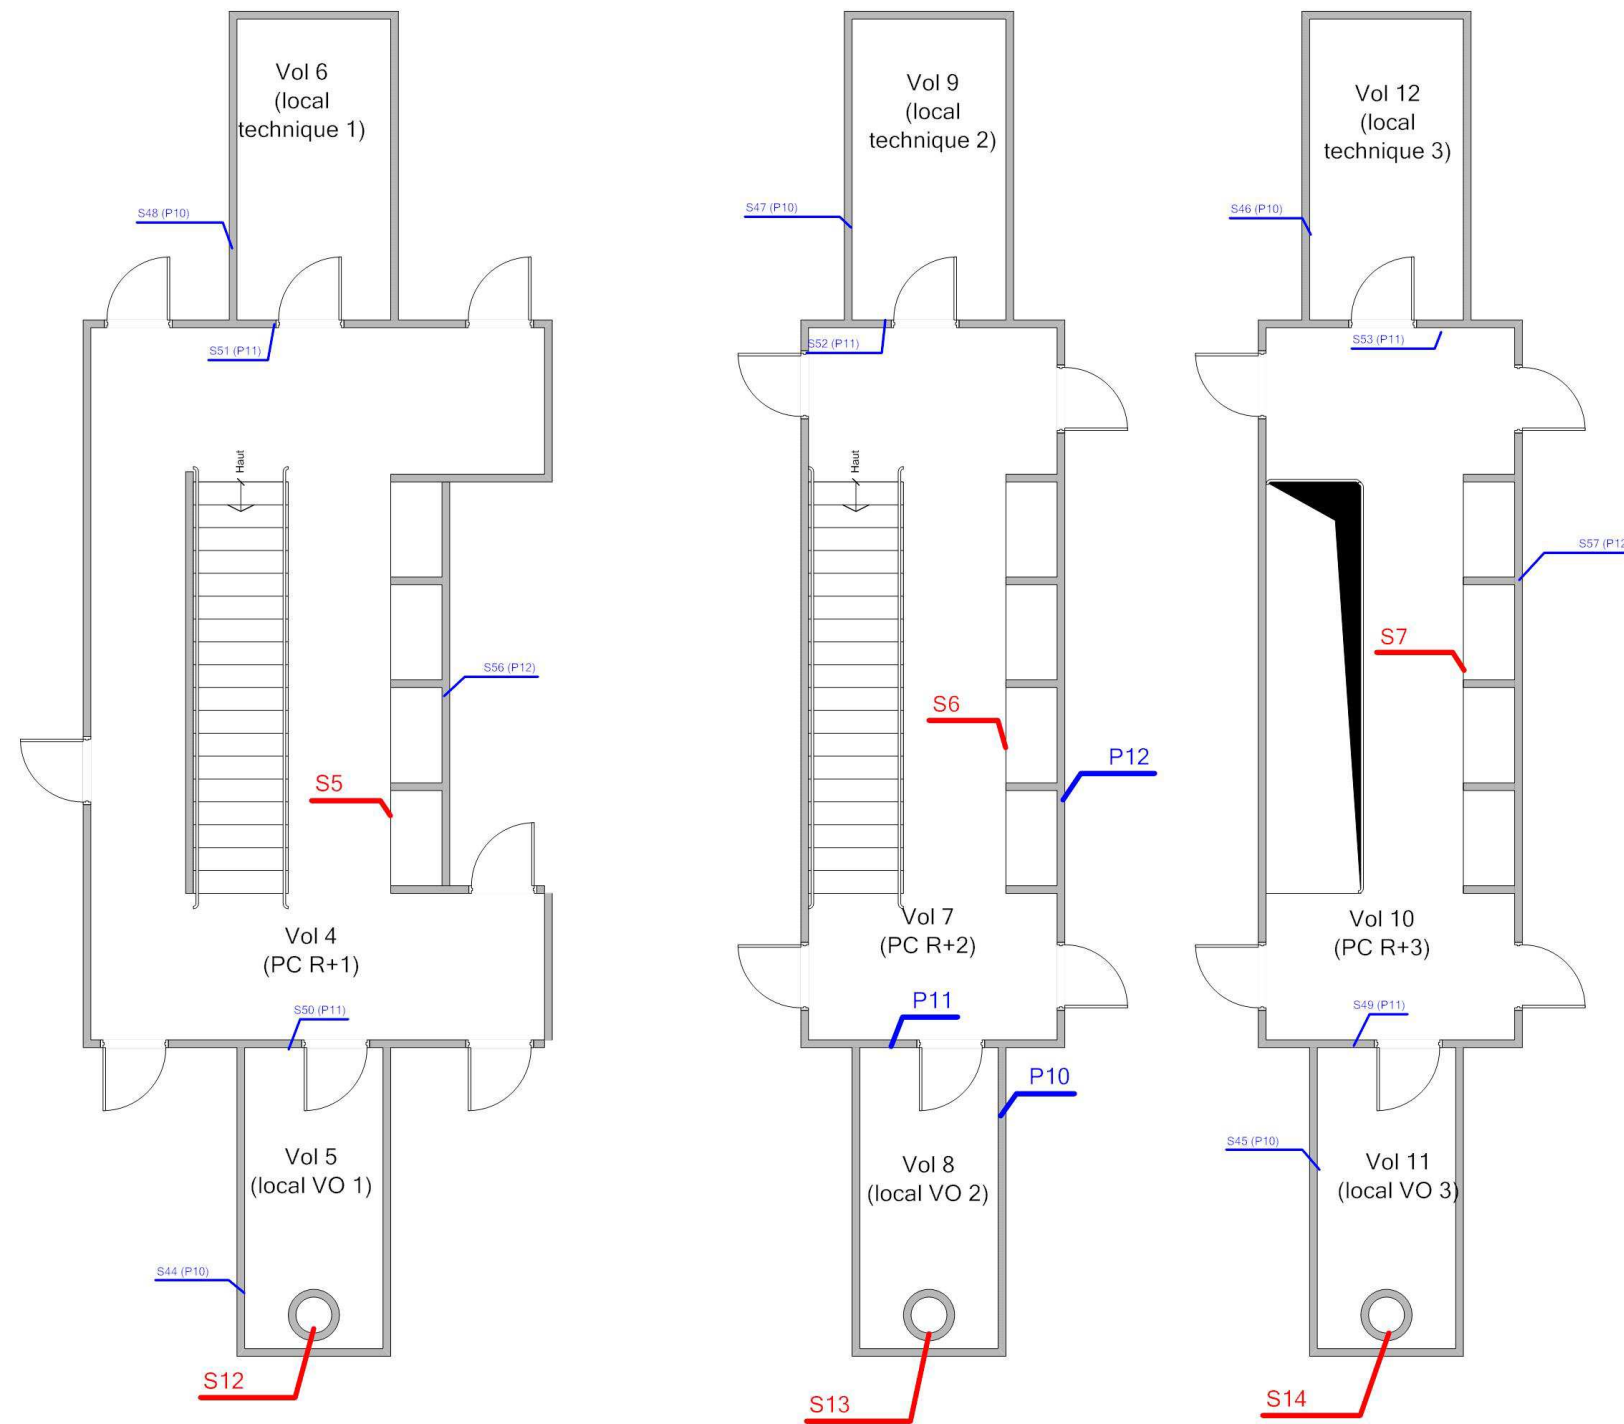 Vol 6
(local
technique 1)
S48 (P10)
S51 (P11)
Haut
S56 (P12)
S5
Vol 4
(PC R+1)
S50 (P11)
Vol 5
(local VO 1)
S44 (P10)
S12
Vol 9
(local
technique 2)
S47 (P10)
S52 (P11)
Haut
S6
P12
Vol 7
(PC R+2)
P11
P10
Vol 8
(local VO 2)
S13
Vol 12
(local
technique 3)
S46 (P10)
S53 (P11)
S57 (P12
S7
Vol 10
(PC R+3)
S49 (P11)
S45 (P10)
Vol 11
(local VO 3)
S14